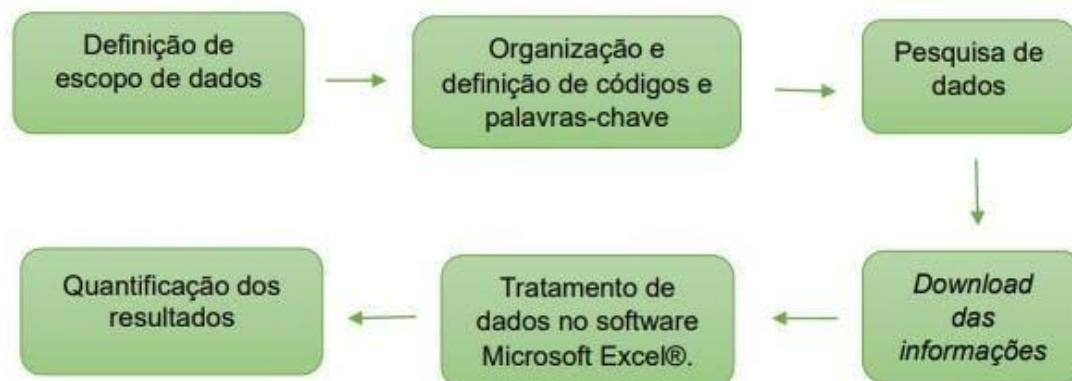 Definição de
escopo de dados
Organização e
definição de códigos e
palavras-chave
Pesquisa de
dados
Download
das
informações
Tratamento de
dados no software
Microsoft Excel®.
Quantificação dos
resultados